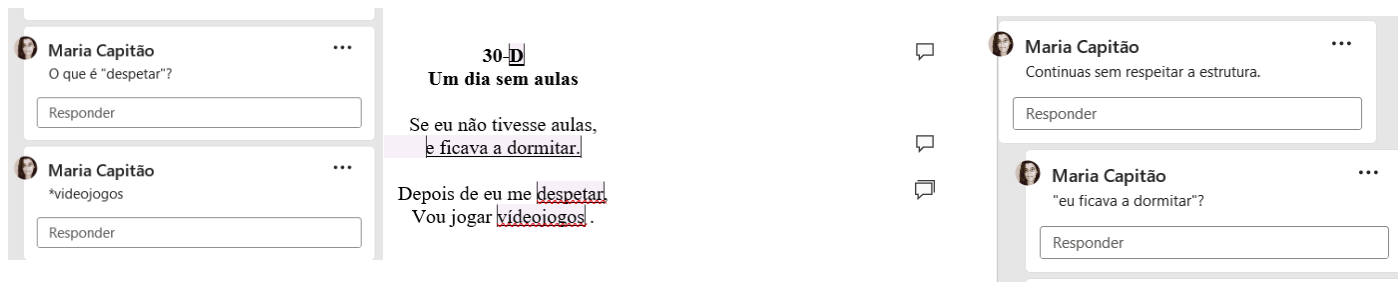 Maria Capitão
O que é "despetar"?
Responder
Maria Capitão
*videojogos
Responder
30-D
Um dia sem aulas
Se eu não tivesse aulas,
e ficava a dormitar.
Depois de eu me despetar,
Vou jogar vídeojogos .
Maria Capitão
Continuas sem respeitar a estrutura.
Responder
Maria Capitão
"eu ficava a dormitar"?
Responder